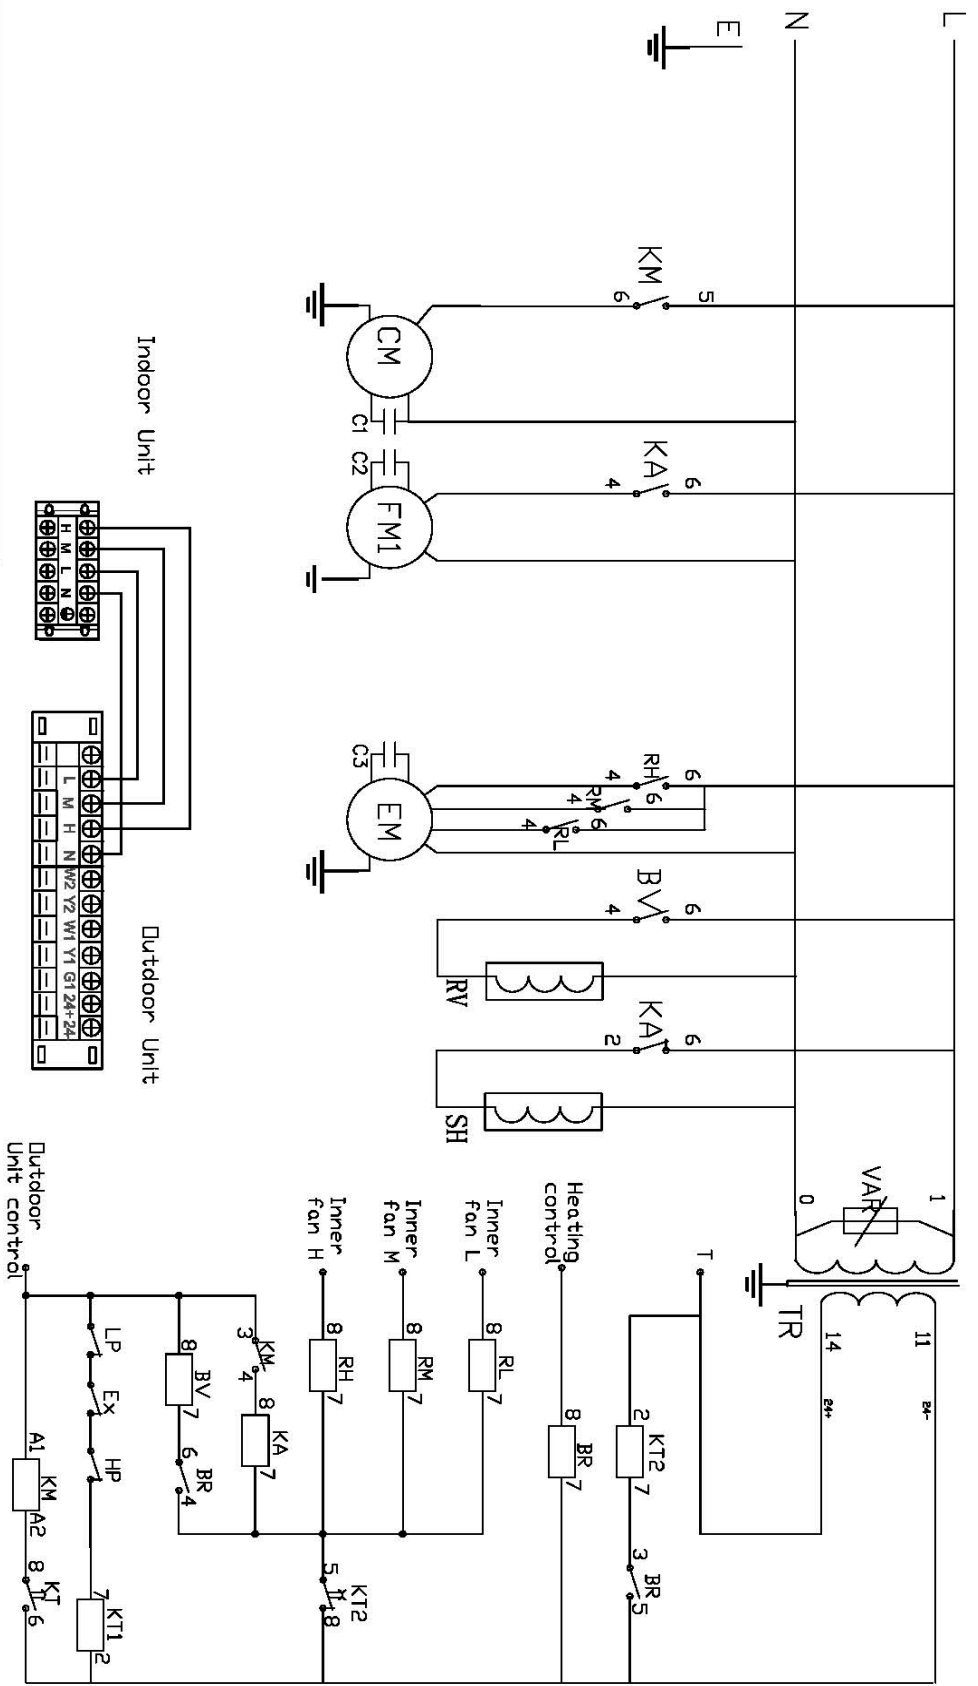 L
N
E
KM
5
6
CM
C1
KA
6
4
C2
FM1
RH
6
4
RM
6
4
RL
6
4
C3
EM
BV
6
4
RV
KA
6
2
SH
VAR
1
0
TR
11
14
24-
24+
T
2
KT2
7
3
BR
5
Heating
control
8
BR
7
Inner
fan L
8
RL
7
Inner
fan M
8
RM
7
Inner
fan H
8
RH
7
5
KT2
8
3
KM
4
8
KA
7
8
BV
7
6
BR
4
LP
Ex
HP
7
KT1
2
Outdoor
Unit control
A1
KM
A2
8
KT
6
Indoor Unit
H M L N
Outdoor Unit
L M H N W2 Y2 W1 Y1 G1 24+ 24-